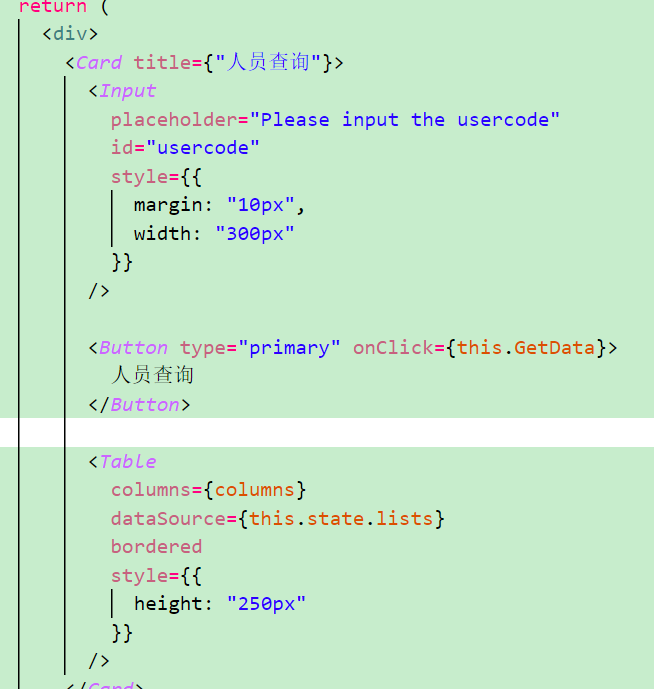 return (
<div>
<Card title={"人员查询"}>
<Input
placeholder="Please input the usercode"
id="usercode"
style={{
margin: "10px",
width: "300px"
}}
/>
<Button type="primary" onClick={this.GetData}>
人员查询
</Button>
<Table
columns={columns}
dataSource={this.state.lists}
bordered
style={{
height: "250px"
}}
/>
</Card>